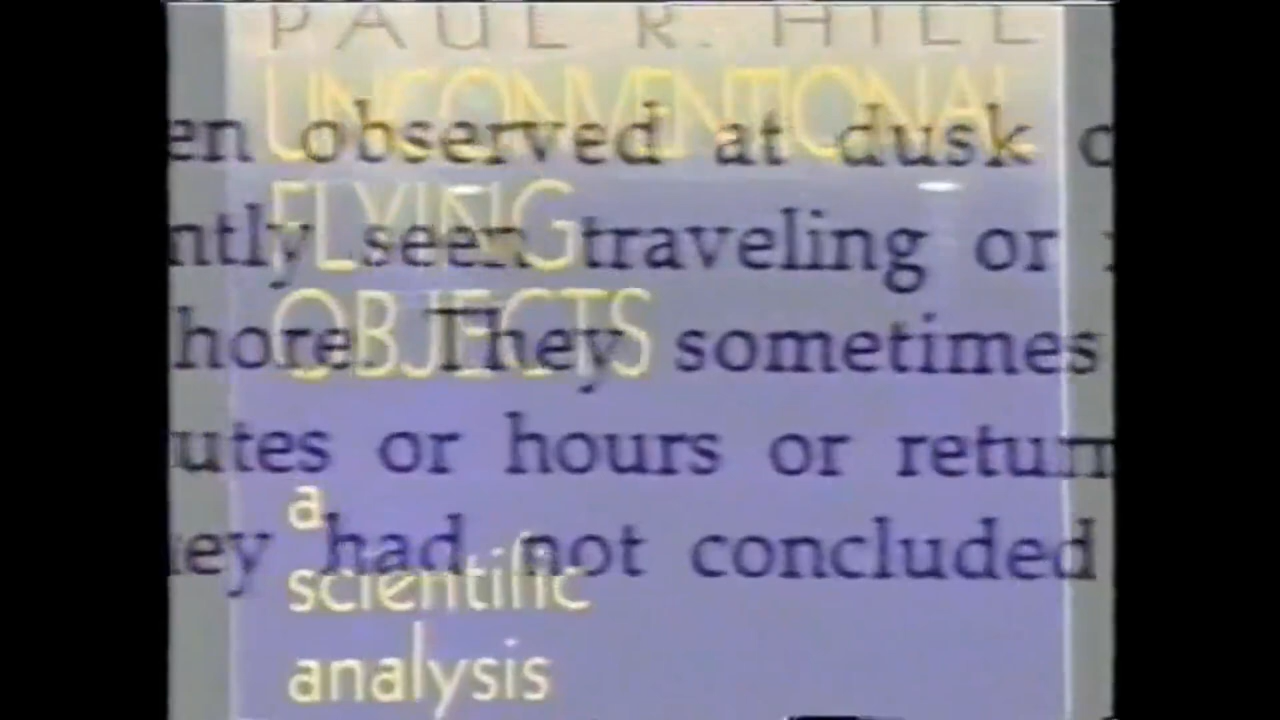 PAUL R. HILL
UNCONVENTIONAL
en observed at dusk
FLYING
ntly seen traveling or
OBJECTS
hore. They sometimes
utes or hours or return
a
ey had not concluded
scientific
analysis